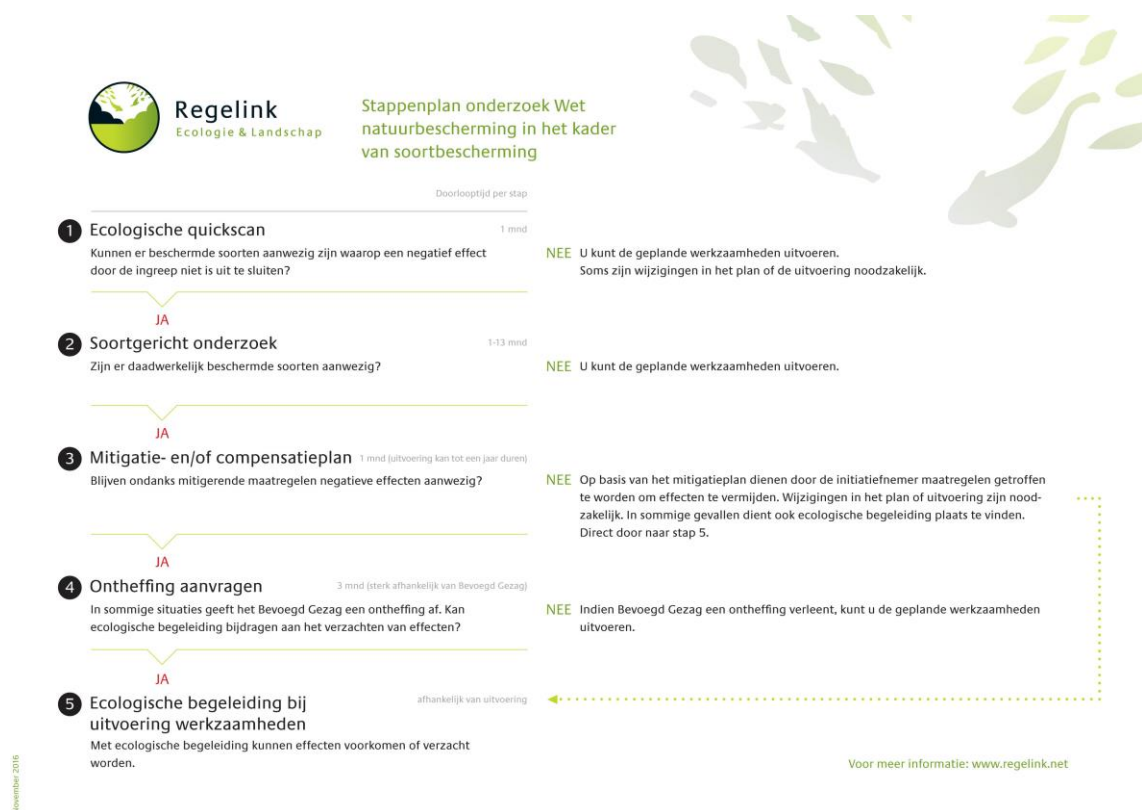 Regelink
Ecologie & Landschap
Stappenplan onderzoek Wet
natuurbescherming in het kader
van soortbescherming
Doorlooptijd per stap
1 Ecologische quickscan 1 mnd
Kunnen er beschermde soorten aanwezig zijn waarop een negatief effect
door de ingreep niet is uit te sluiten?
NEE U kunt de geplande werkzaamheden uitvoeren.
Soms zijn wijzigingen in het plan of de uitvoering noodzakelijk.
JA
2 Soortgericht onderzoek 1-13 mnd
Zijn er daadwerkelijk beschermde soorten aanwezig?
NEE U kunt de geplande werkzaamheden uitvoeren.
JA
3 Mitigatie- en/of compensatieplan 1 mnd (uitvoering kan tot een jaar duren)
Blijven ondanks mitigerende maatregelen negatieve effecten aanwezig?
NEE Op basis van het mitigatieplan dienen door de initiatiefnemer maatregelen getroffen
te worden om effecten te vermijden. Wijzigingen in het plan of uitvoering zijn nood-
zakelijk. In sommige gevallen dient ook ecologische begeleiding plaats te vinden.
Direct door naar stap 5.
JA
4 Ontheffing aanvragen 3 mnd (sterk afhankelijk van Bevoegd Gezag)
In sommige situaties geeft het Bevoegd Gezag een ontheffing af. Kan
ecologische begeleiding bijdragen aan het verzachten van effecten?
NEE Indien Bevoegd Gezag een ontheffing verleent, kunt u de geplande werkzaamheden
uitvoeren.
JA
5 Ecologische begeleiding bij afhankelijk van uitvoering
uitvoering werkzaamheden
Met ecologische begeleiding kunnen effecten voorkomen of verzacht
worden.
Voor meer informatie: www.regelink.net
2016